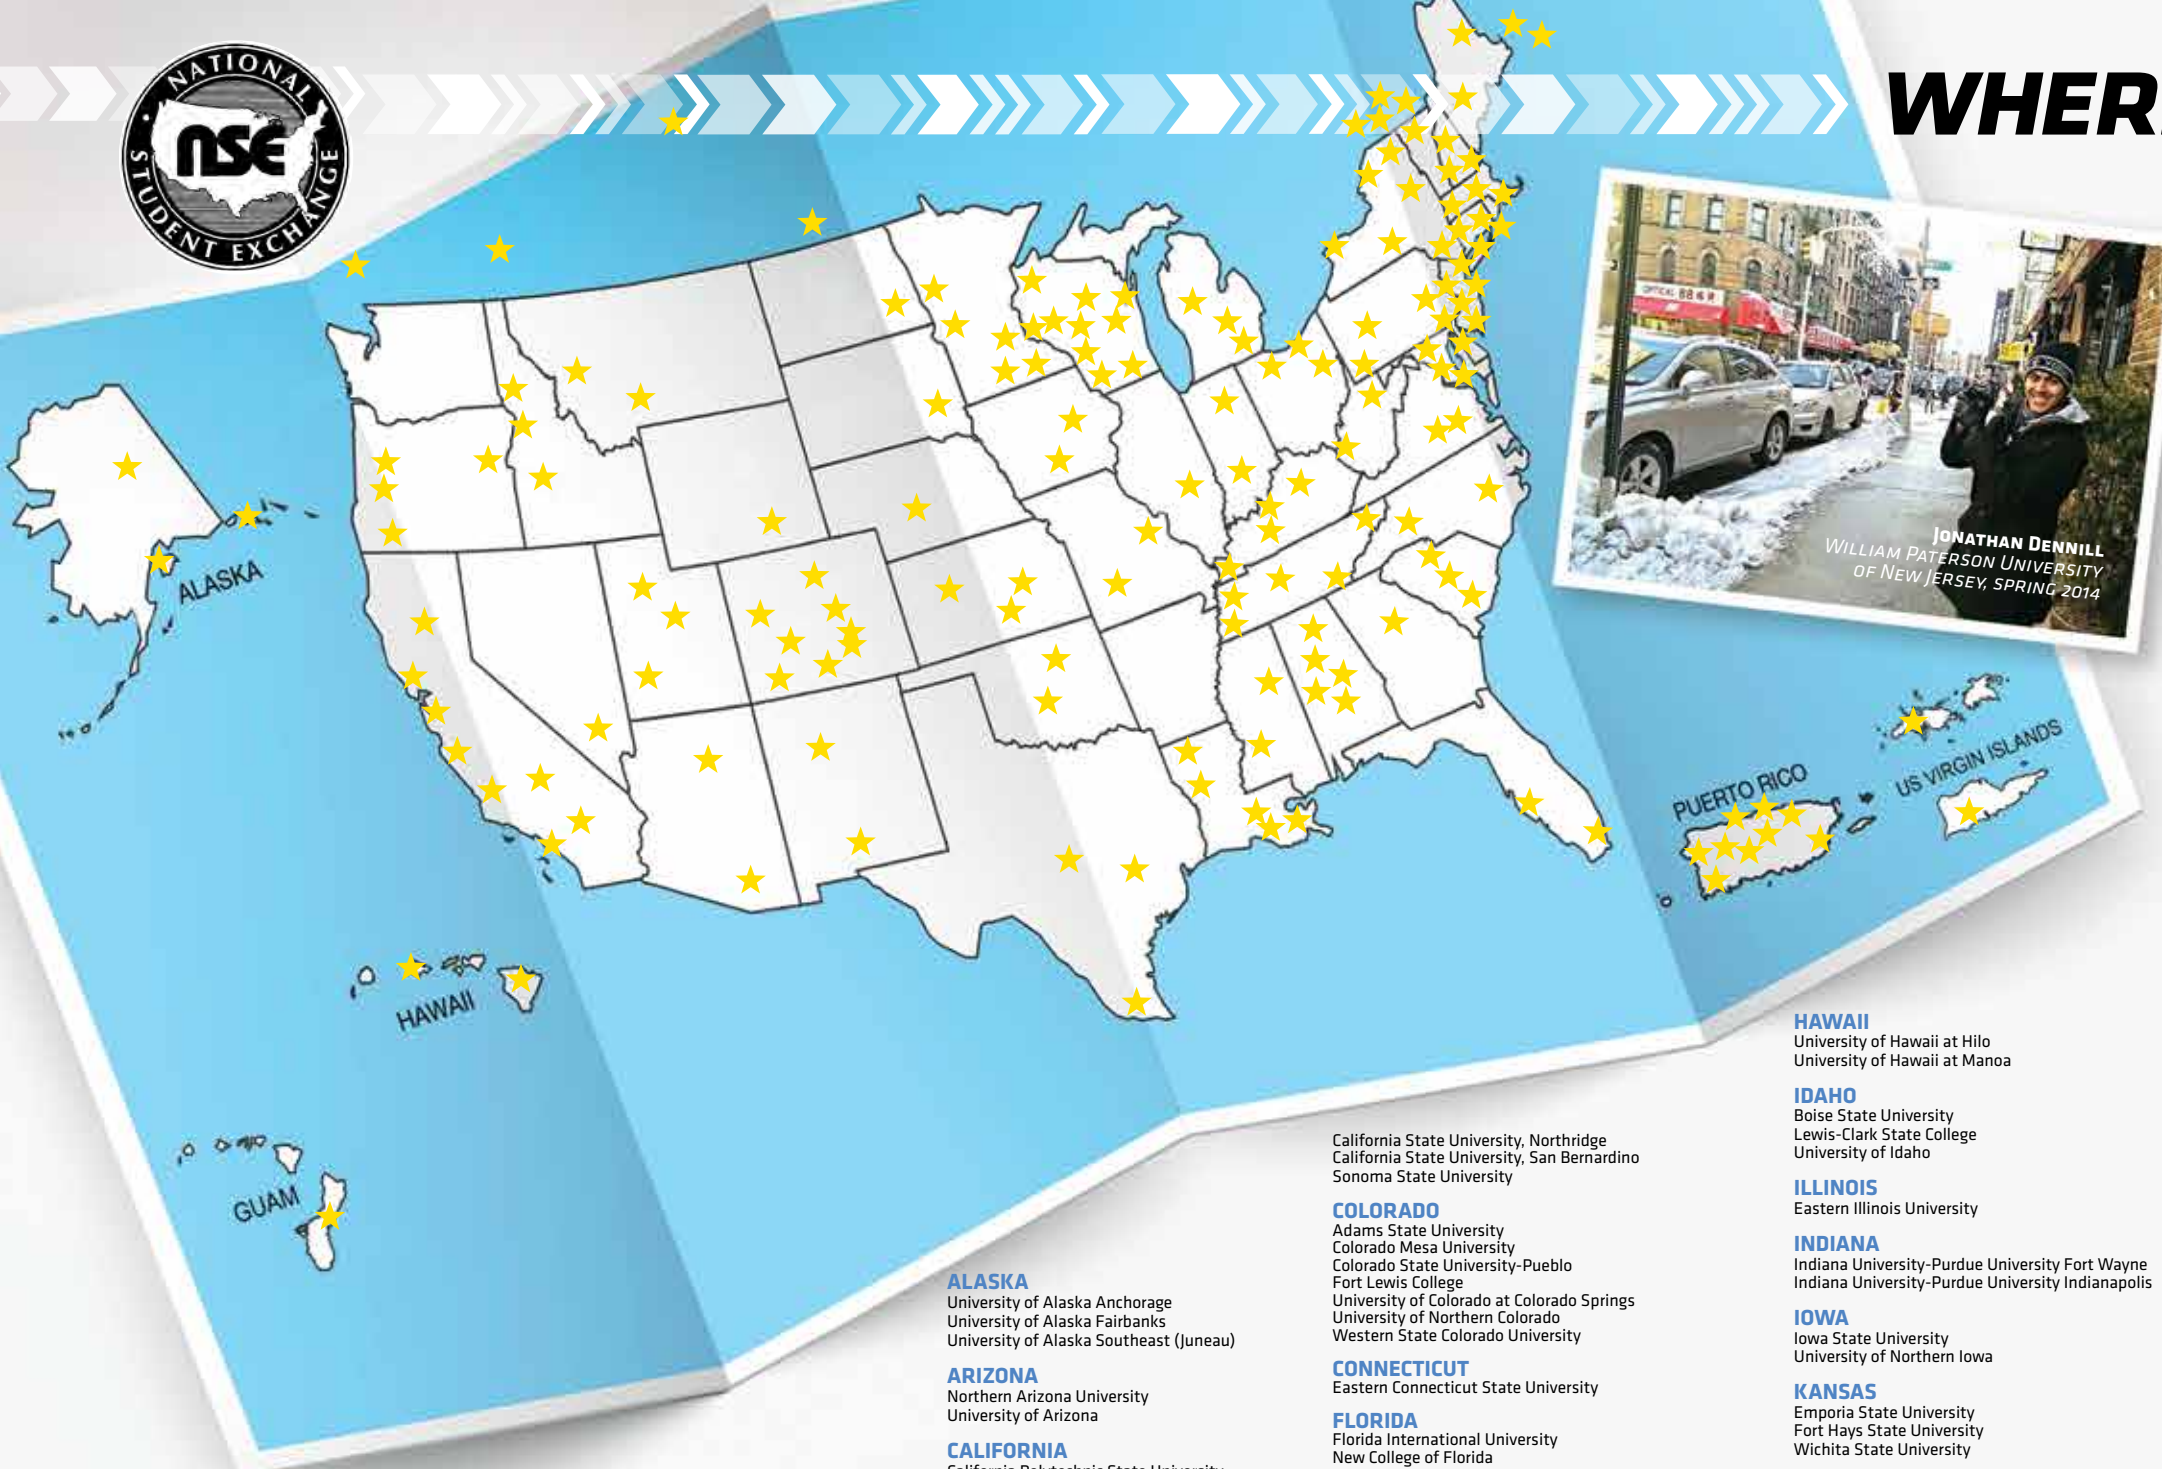 NATIONAL
nse
STUDENT EXCHANGE
WHER
OPTICAL
JONATHAN DENNILL
WILLIAM PATERSON UNIVERSITY
OF NEW JERSEY, SPRING 2014
ALASKA
HAWAII
GUAM
PUERTO RICO
US VIRGIN ISLANDS
ALASKA
University of Alaska Anchorage
University of Alaska Fairbanks
University of Alaska Southeast (Juneau)
ARIZONA
Northern Arizona University
University of Arizona
CALIFORNIA
California Polytechnic State University
California State University, Northridge
California State University, San Bernardino
Sonoma State University
COLORADO
Adams State University
Colorado Mesa University
Colorado State University-Pueblo
Fort Lewis College
University of Colorado at Colorado Springs
University of Northern Colorado
Western State Colorado University
CONNECTICUT
Eastern Connecticut State University
FLORIDA
Florida International University
New College of Florida
HAWAII
University of Hawaii at Hilo
University of Hawaii at Manoa
IDAHO
Boise State University
Lewis-Clark State College
University of Idaho
ILLINOIS
Eastern Illinois University
INDIANA
Indiana University-Purdue University Fort Wayne
Indiana University-Purdue University Indianapolis
IOWA
Iowa State University
University of Northern Iowa
KANSAS
Emporia State University
Fort Hays State University
Wichita State University